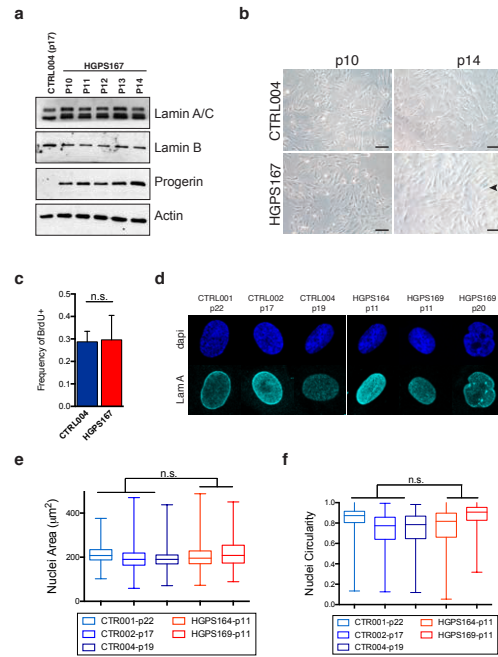 a
CTRL004 (p17)
HGPS167
P10
P11
P12
P13
P14
Lamin A/C
Lamin B
Progerin
Actin
b
p10
p14
CTRL004
HGPS167
c
n.s.
Frequency of BrdU+
0.4
0.3
0.2
0.1
0.0
CTRL004
HGPS167
d
CTRL001 CTRL002 CTRL004 HGPS164 HGPS169 HGPS169
p22 p17 p19 p11 p11 p20
dapi
Lam A
e
n.s.
Nuclei Area (μm²)
400
200
0
CTR001-p22 HGPS164-p11
CTR002-p17 HGPS169-p11
CTR004-p19
f
n.s.
Nuclei Circularity
1.0
0.8
0.6
0.4
0.2
0.0
CTR001-p22 HGPS164-p11
CTR002-p17 HGPS169-p11
CTR004-p19